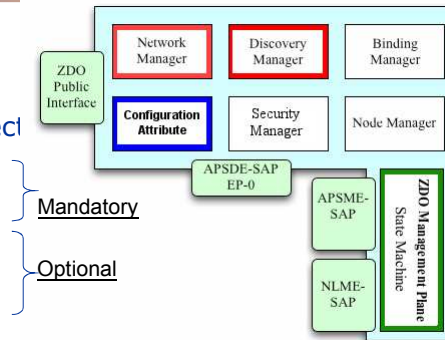 Network
Manager
Discovery
Manager
Binding
Manager
ZDO
Public
Interface
Configuration
Attribute
Security
Manager
Node Manager
ect
APSDE-SAP
EP-0
Mandatory
APSME-
SAP
Optional
NLME-
SAP
ZDO Management Plane
State Machine